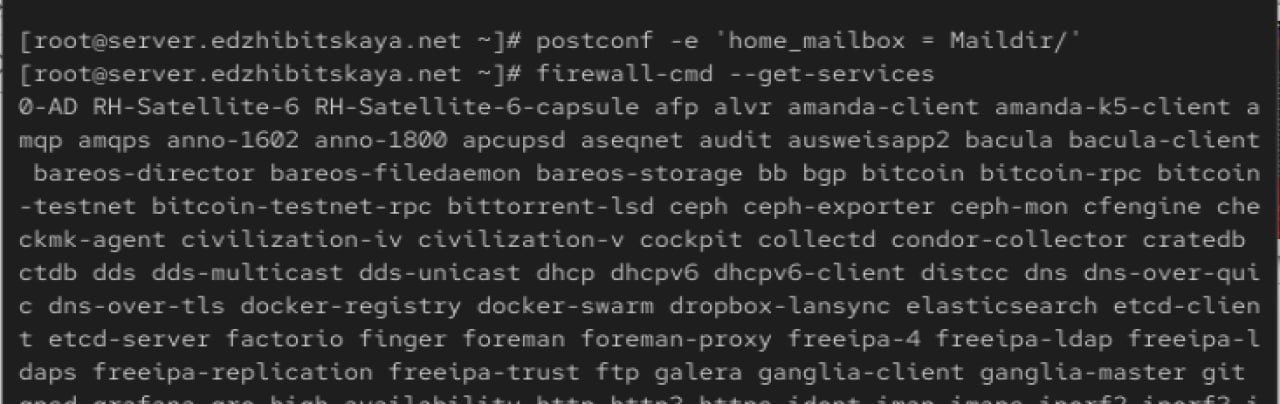 [root@server.edzhibitskaya.net ~]# postconf -e 'home_mailbox = Maildir/'
[root@server.edzhibitskaya.net ~]# firewall-cmd --get-services
0-AD RH-Satellite-6 RH-Satellite-6-capsule afp alvr amanda-client amanda-k5-client a
mqp amqps anno-1602 anno-1800 apcupsd aseqnet audit ausweisapp2 bacula bacula-client
 bareos-director bareos-filedaemon bareos-storage bb bgp bitcoin bitcoin-rpc bitcoin
-testnet bitcoin-testnet-rpc bittorrent-lsd ceph ceph-exporter ceph-mon cfengine che
ckmk-agent civilization-iv civilization-v cockpit collectd condor-collector cratedb
ctdb dds dds-multicast dds-unicast dhcp dhcpv6 dhcpv6-client distcc dns dns-over-qui
c dns-over-tls docker-registry docker-swarm dropbox-lansync elasticsearch etcd-clien
t etcd-server factorio finger foreman foreman-proxy freeipa-4 freeipa-ldap freeipa-l
daps freeipa-replication freeipa-trust ftp galera ganglia-client ganglia-master git